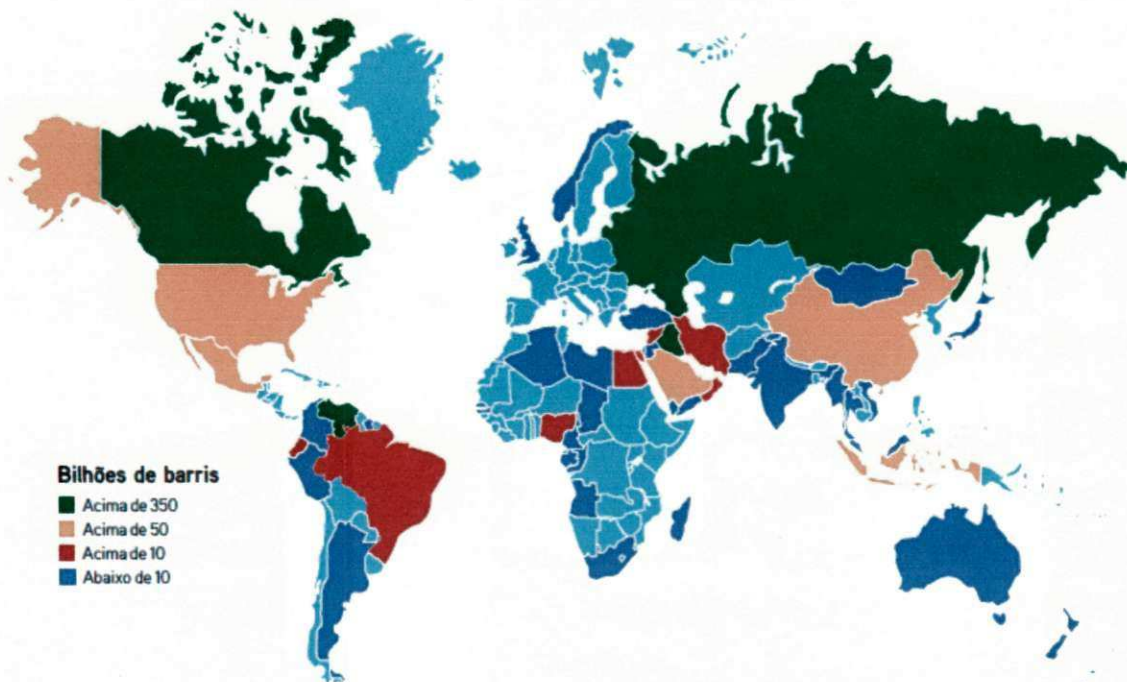 Bilhões de barris
Acima de 350
Acima de 50
Acima de 10
Abaixo de 10